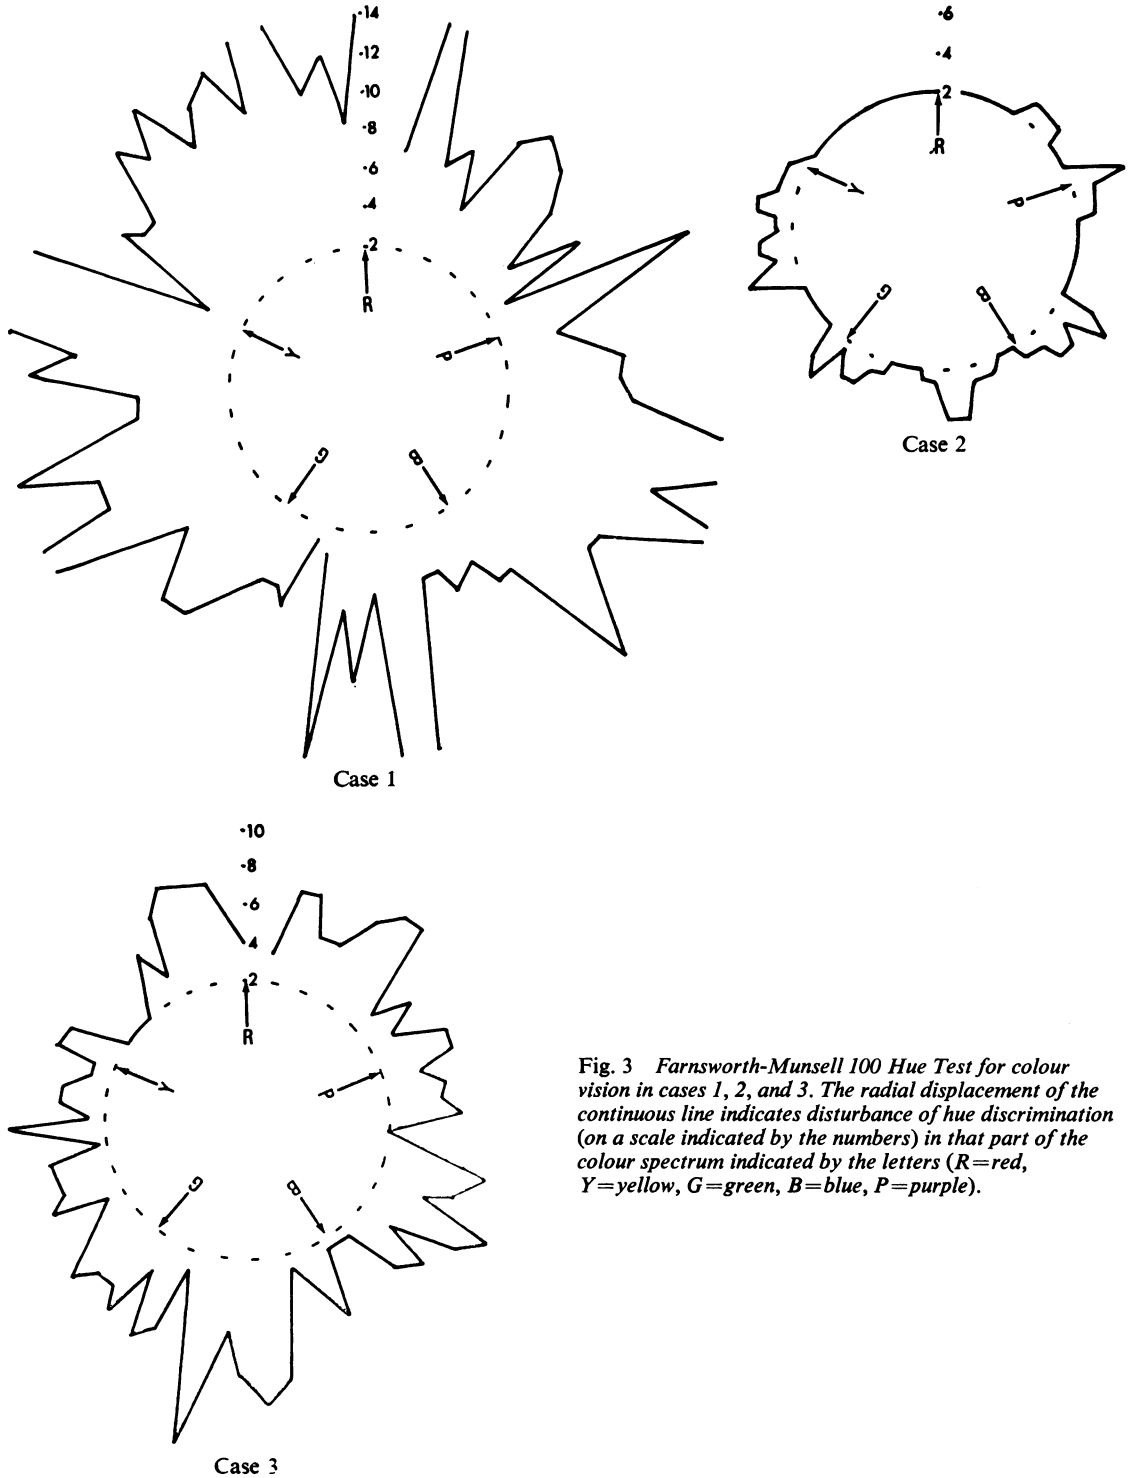 ·14
·12
·10
·8
·6
·4
·2
R
Y
P
G
B
Case 1
·6
·4
2
R
Y
P
G
B
Case 2
·10
·8
·6
4
2
R
Y
P
G
B
Case 3
Fig. 3 Farnsworth-Munsell 100 Hue Test for colour
vision in cases 1, 2, and 3. The radial displacement of the
continuous line indicates disturbance of hue discrimination
(on a scale indicated by the numbers) in that part of the
colour spectrum indicated by the letters (R=red,
Y=yellow, G=green, B=blue, P=purple).